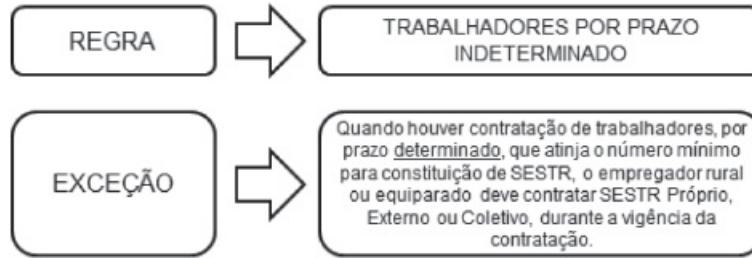 REGRA
TRABALHADORES POR PRAZO
INDETERMINADO
EXCEÇÃO
Quando houver contratação de trabalhadores, por
prazo determinado, que atinja o número mínimo
para constituição de SESTR, o empregador rural
ou equiparado deve contratar SESTR Próprio,
Externo ou Coletivo, durante a vigência da
contratação.